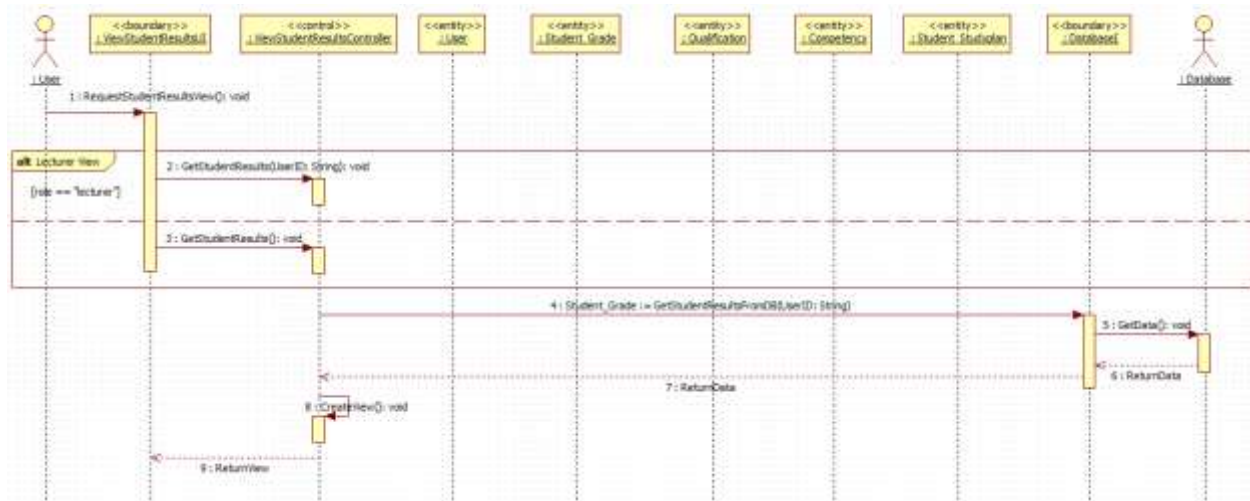 <<boundary>>
: ViewStudentResultsUI
<<control>>
: ViewStudentResultsController
<<entity>>
: User
<<entity>>
: Student_Grade
<<entity>>
: Qualification
<<entity>>
: Competency
<<entity>>
: Student_Studyplan
<<boundary>>
: DatabaseI
: User
: Database
1 : RequestStudentResultsView(): void
alt Lecturer View
2 : GetStudentResults(UserID: String): void
[role == "lecturer"]
3 : GetStudentResults(): void
4 : Student_Grade := GetStudentResultsFromDB(UserID: String)
5 : GetData(): void
6 : ReturnData
7 : ReturnData
8 : CreateView(): void
9 : ReturnView